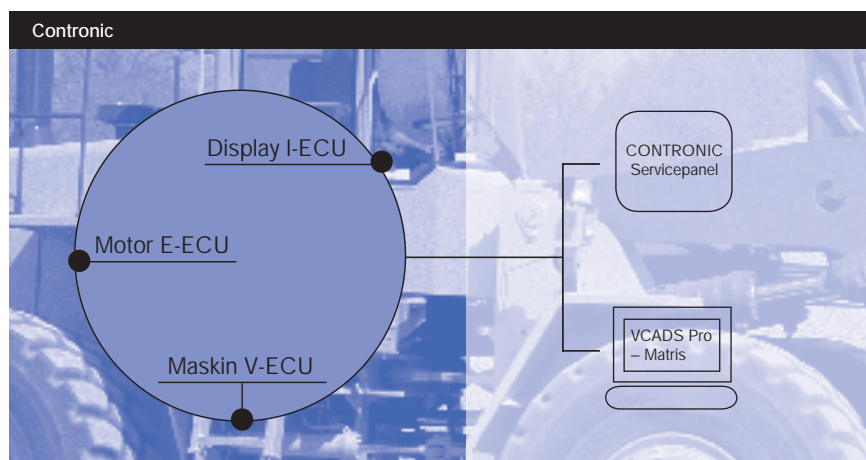 Contronic
Display I-ECU
CONTRONIC
Servicepanel
Motor E-ECU
VCADS Pro
– Matris
Maskin V-ECU